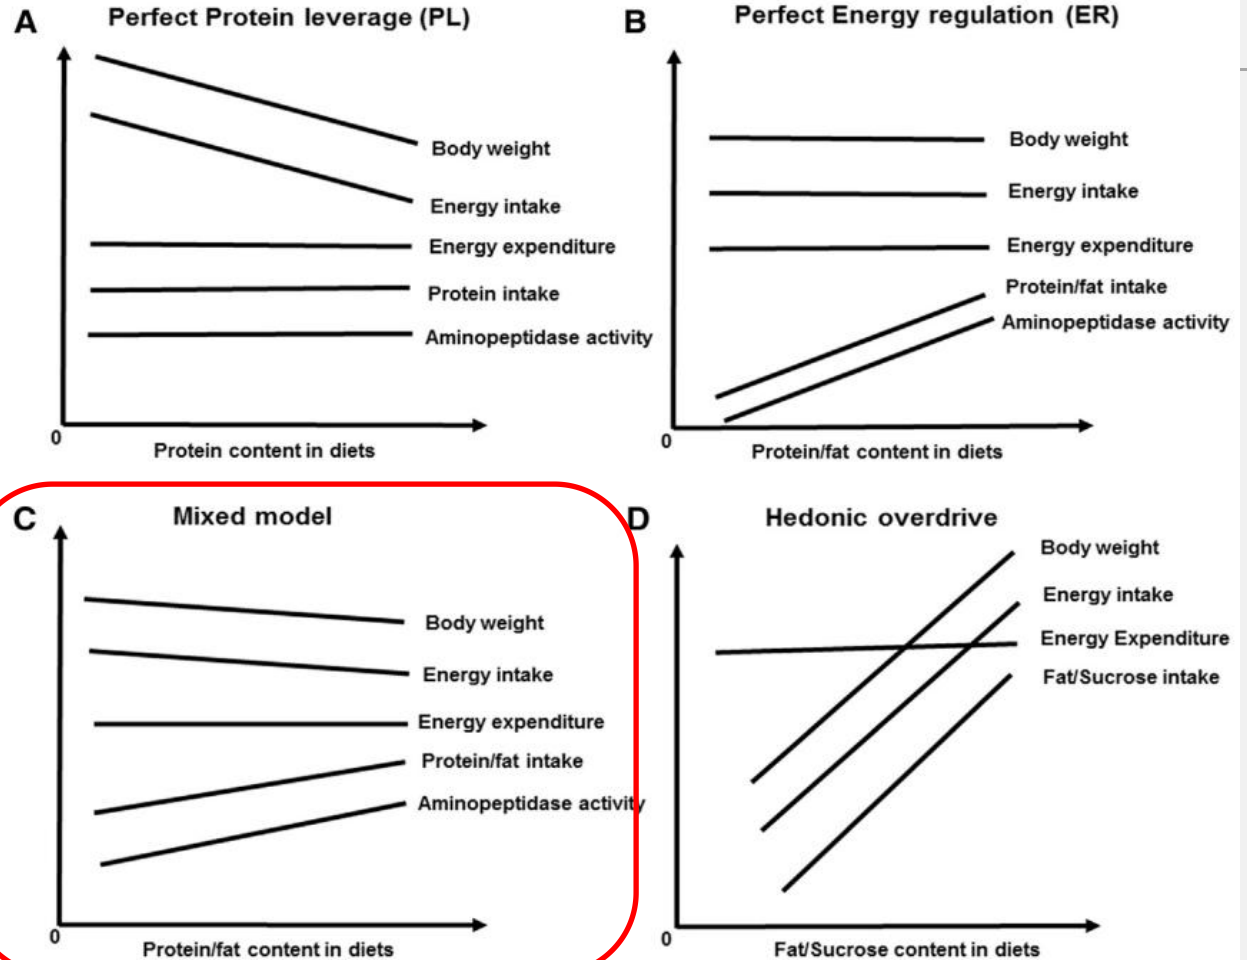 A
Perfect Protein leverage (PL)
Body weight
Energy intake
Energy expenditure
Protein intake
Aminopeptidase activity
0
Protein content in diets
B
Perfect Energy regulation (ER)
Body weight
Energy intake
Energy expenditure
Protein/fat intake
Aminopeptidase activity
0
Protein/fat content in diets
C
Mixed model
Body weight
Energy intake
Energy expenditure
Protein/fat intake
Aminopeptidase activity
0
Protein/fat content in diets
D
Hedonic overdrive
Body weight
Energy intake
Energy Expenditure
Fat/Sucrose intake
0
Fat/Sucrose content in diets